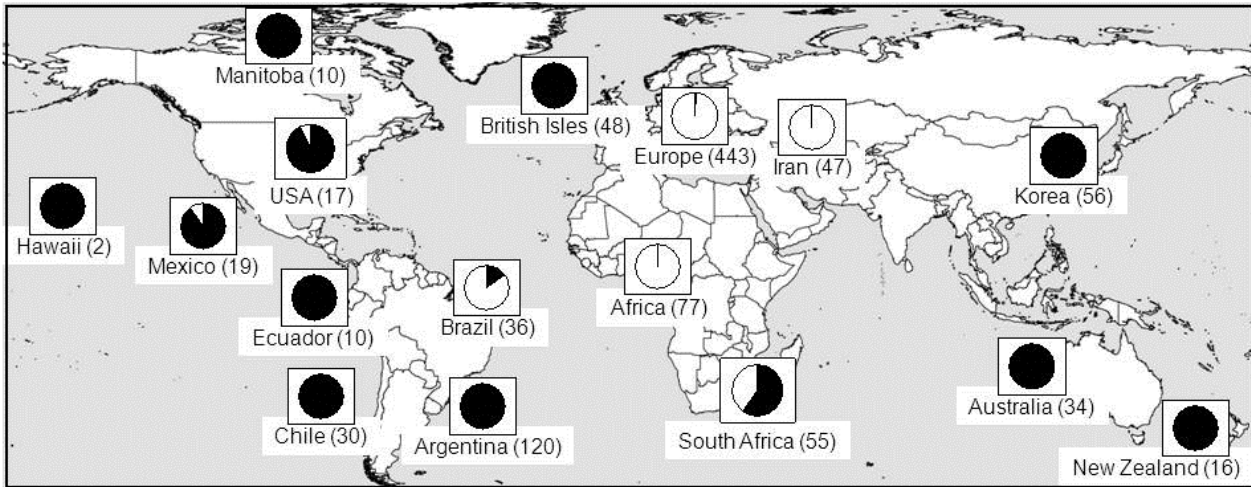 Manitoba (10)
British Isles (48)
Europe (443)
Iran (47)
USA (17)
Korea (56)
Hawaii (2)
Mexico (19)
Africa (77)
Ecuador (10)
Brazil (36)
Chile (30)
Argentina (120)
South Africa (55)
Australia (34)
New Zealand (16)